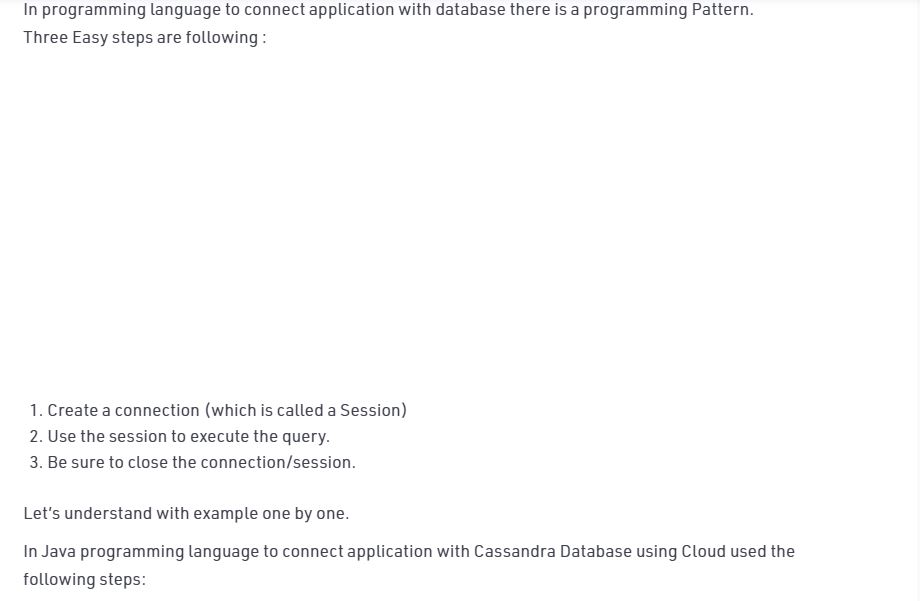 In programming language to connect application with database there is a programming Pattern.
Three Easy steps are following :
1. Create a connection (which is called a Session)
2. Use the session to execute the query.
3. Be sure to close the connection/session.
Let’s understand with example one by one.
In Java programming language to connect application with Cassandra Database using Cloud used the
following steps: